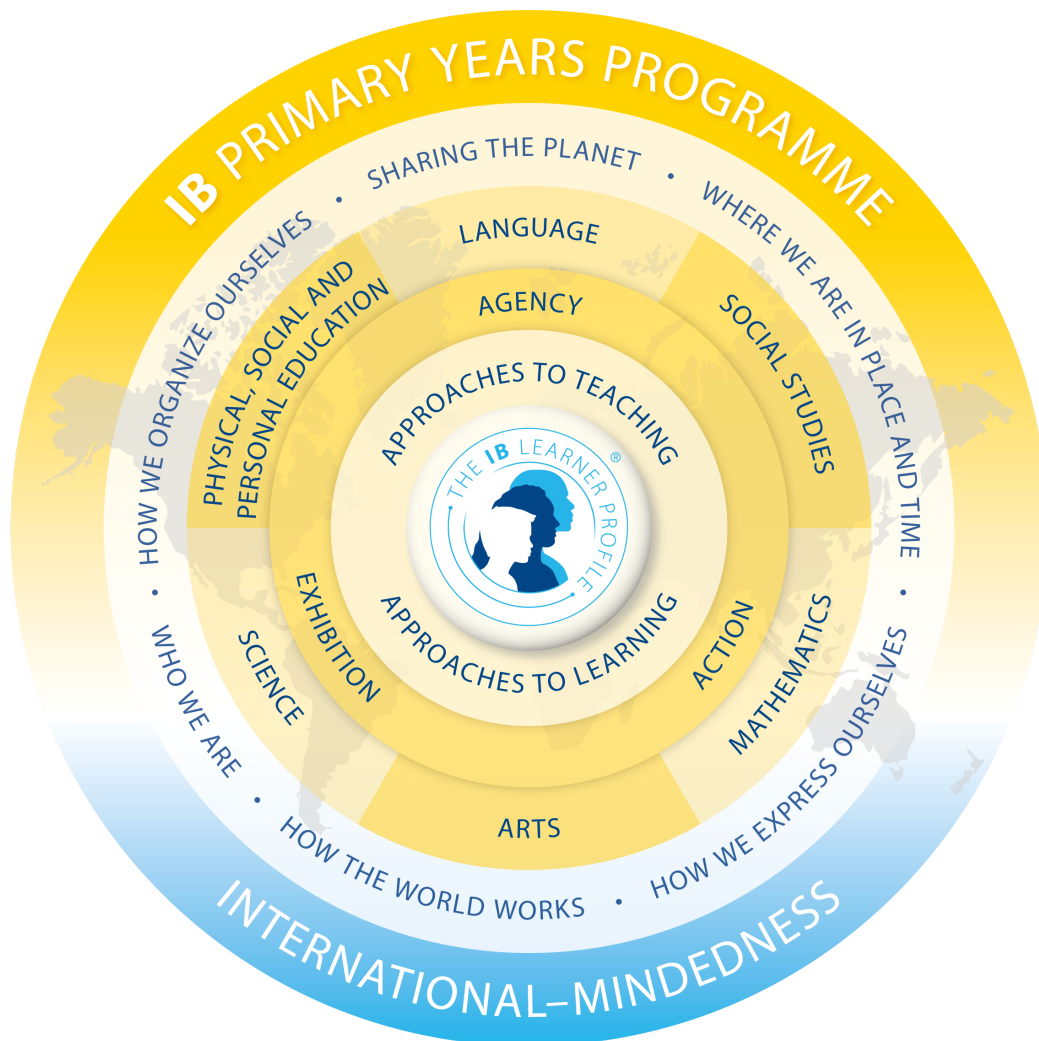 IB PRIMARY YEARS PROGRAMME
SHARING THE PLANET
•
WHERE WE ARE IN PLACE AND TIME
•
HOW WE EXPRESS OURSELVES
•
HOW THE WORLD WORKS
•
WHO WE ARE
•
HOW WE ORGANIZE OURSELVES
•
LANGUAGE
SOCIAL STUDIES
MATHEMATICS
ARTS
SCIENCE
PHYSICAL, SOCIAL AND
PERSONAL EDUCATION
AGENCY
ACTION
EXHIBITION
APPROACHES TO TEACHING
APPROACHES TO LEARNING
THE IB LEARNER PROFILE
®
INTERNATIONAL–MINDEDNESS